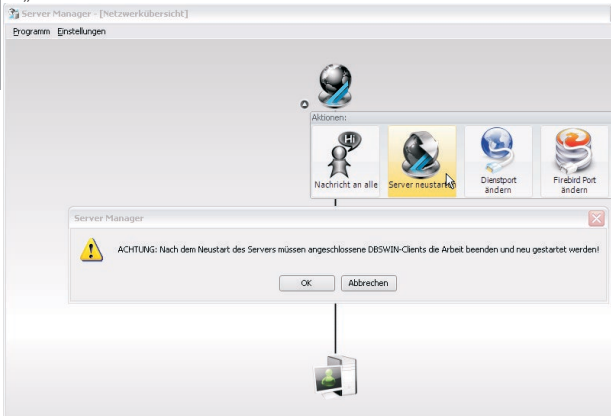 Server Manager - [Netzwerkübersicht]
Programm Einstellungen
Aktionen:
Hi
Nachricht an alle
Server neustarten
Dienstport
ändern
Firebird Port
ändern
Server Manager
ACHTUNG: Nach dem Neustart des Servers müssen angeschlossene DBSWIN-Clients die Arbeit beenden und neu gestartet werden!
OK
Abbrechen